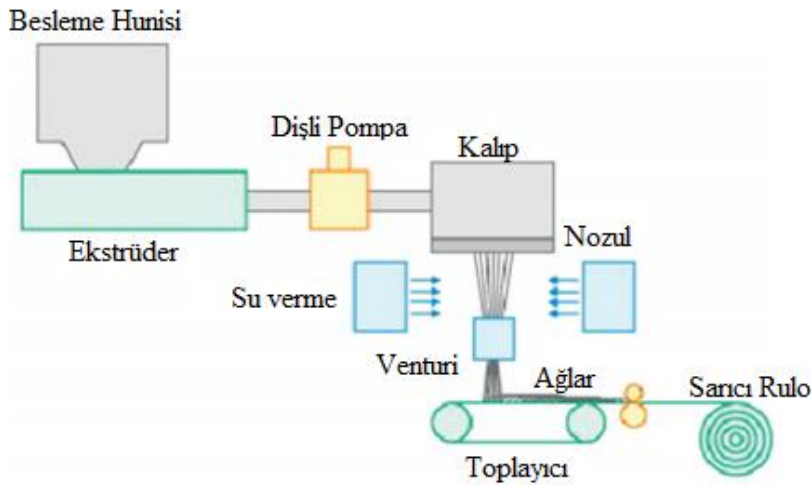 Besleme Hunisi
Dişli Pompa
Kalıp
Ekstrüder
Nozul
Su verme
Venturi
Ağlar
Sarıcı Rulo
Toplayıcı